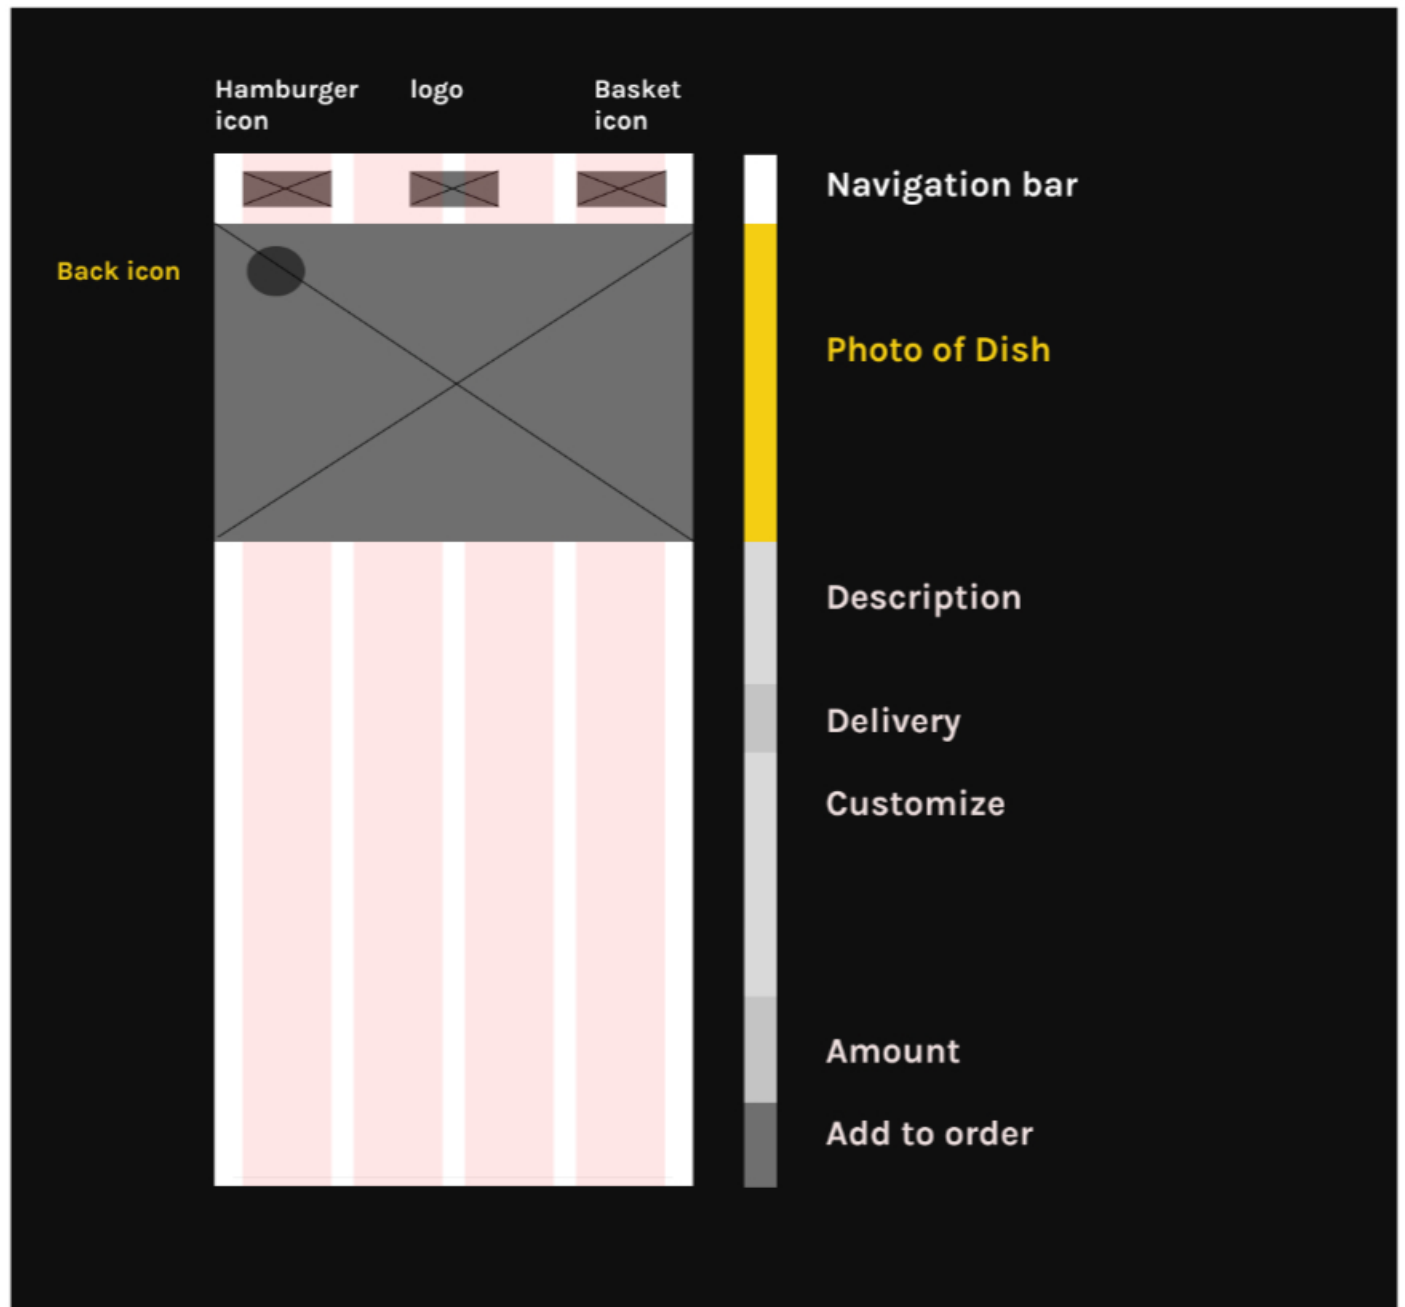 Hamburger
icon
logo
Basket
icon
Navigation bar
Back icon
Photo of Dish
Description
Delivery
Customize
Amount
Add to order